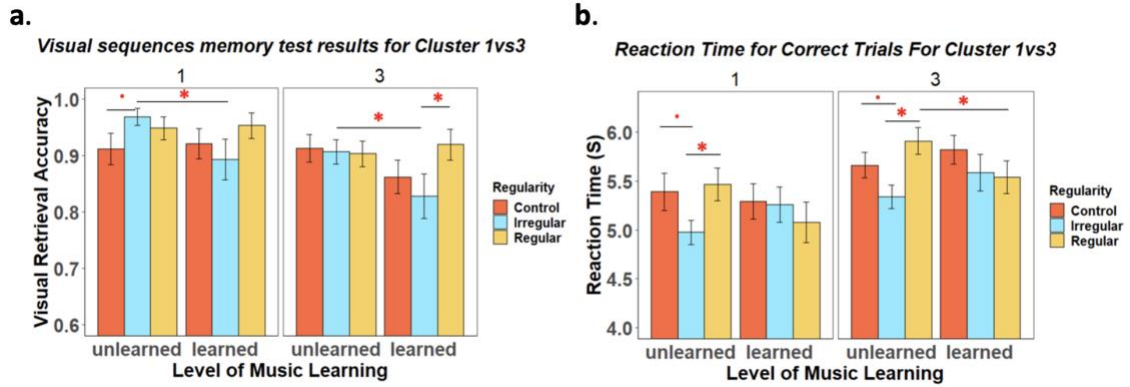 a.
Visual sequences memory test results for Cluster 1vs3
1
3
Visual Retrieval Accuracy
1.0
0.9
0.8
0.7
0.6
* *
* *
unlearned learned
unlearned learned
Level of Music Learning
Regularity
Control
Irregular
Regular
b.
Reaction Time for Correct Trials For Cluster 1vs3
1
3
Reaction Time (S)
6.0
5.5
5.0
4.5
4.0
* *
* * *
unlearned learned
unlearned learned
Level of Music Learning
Regularity
Control
Irregular
Regular